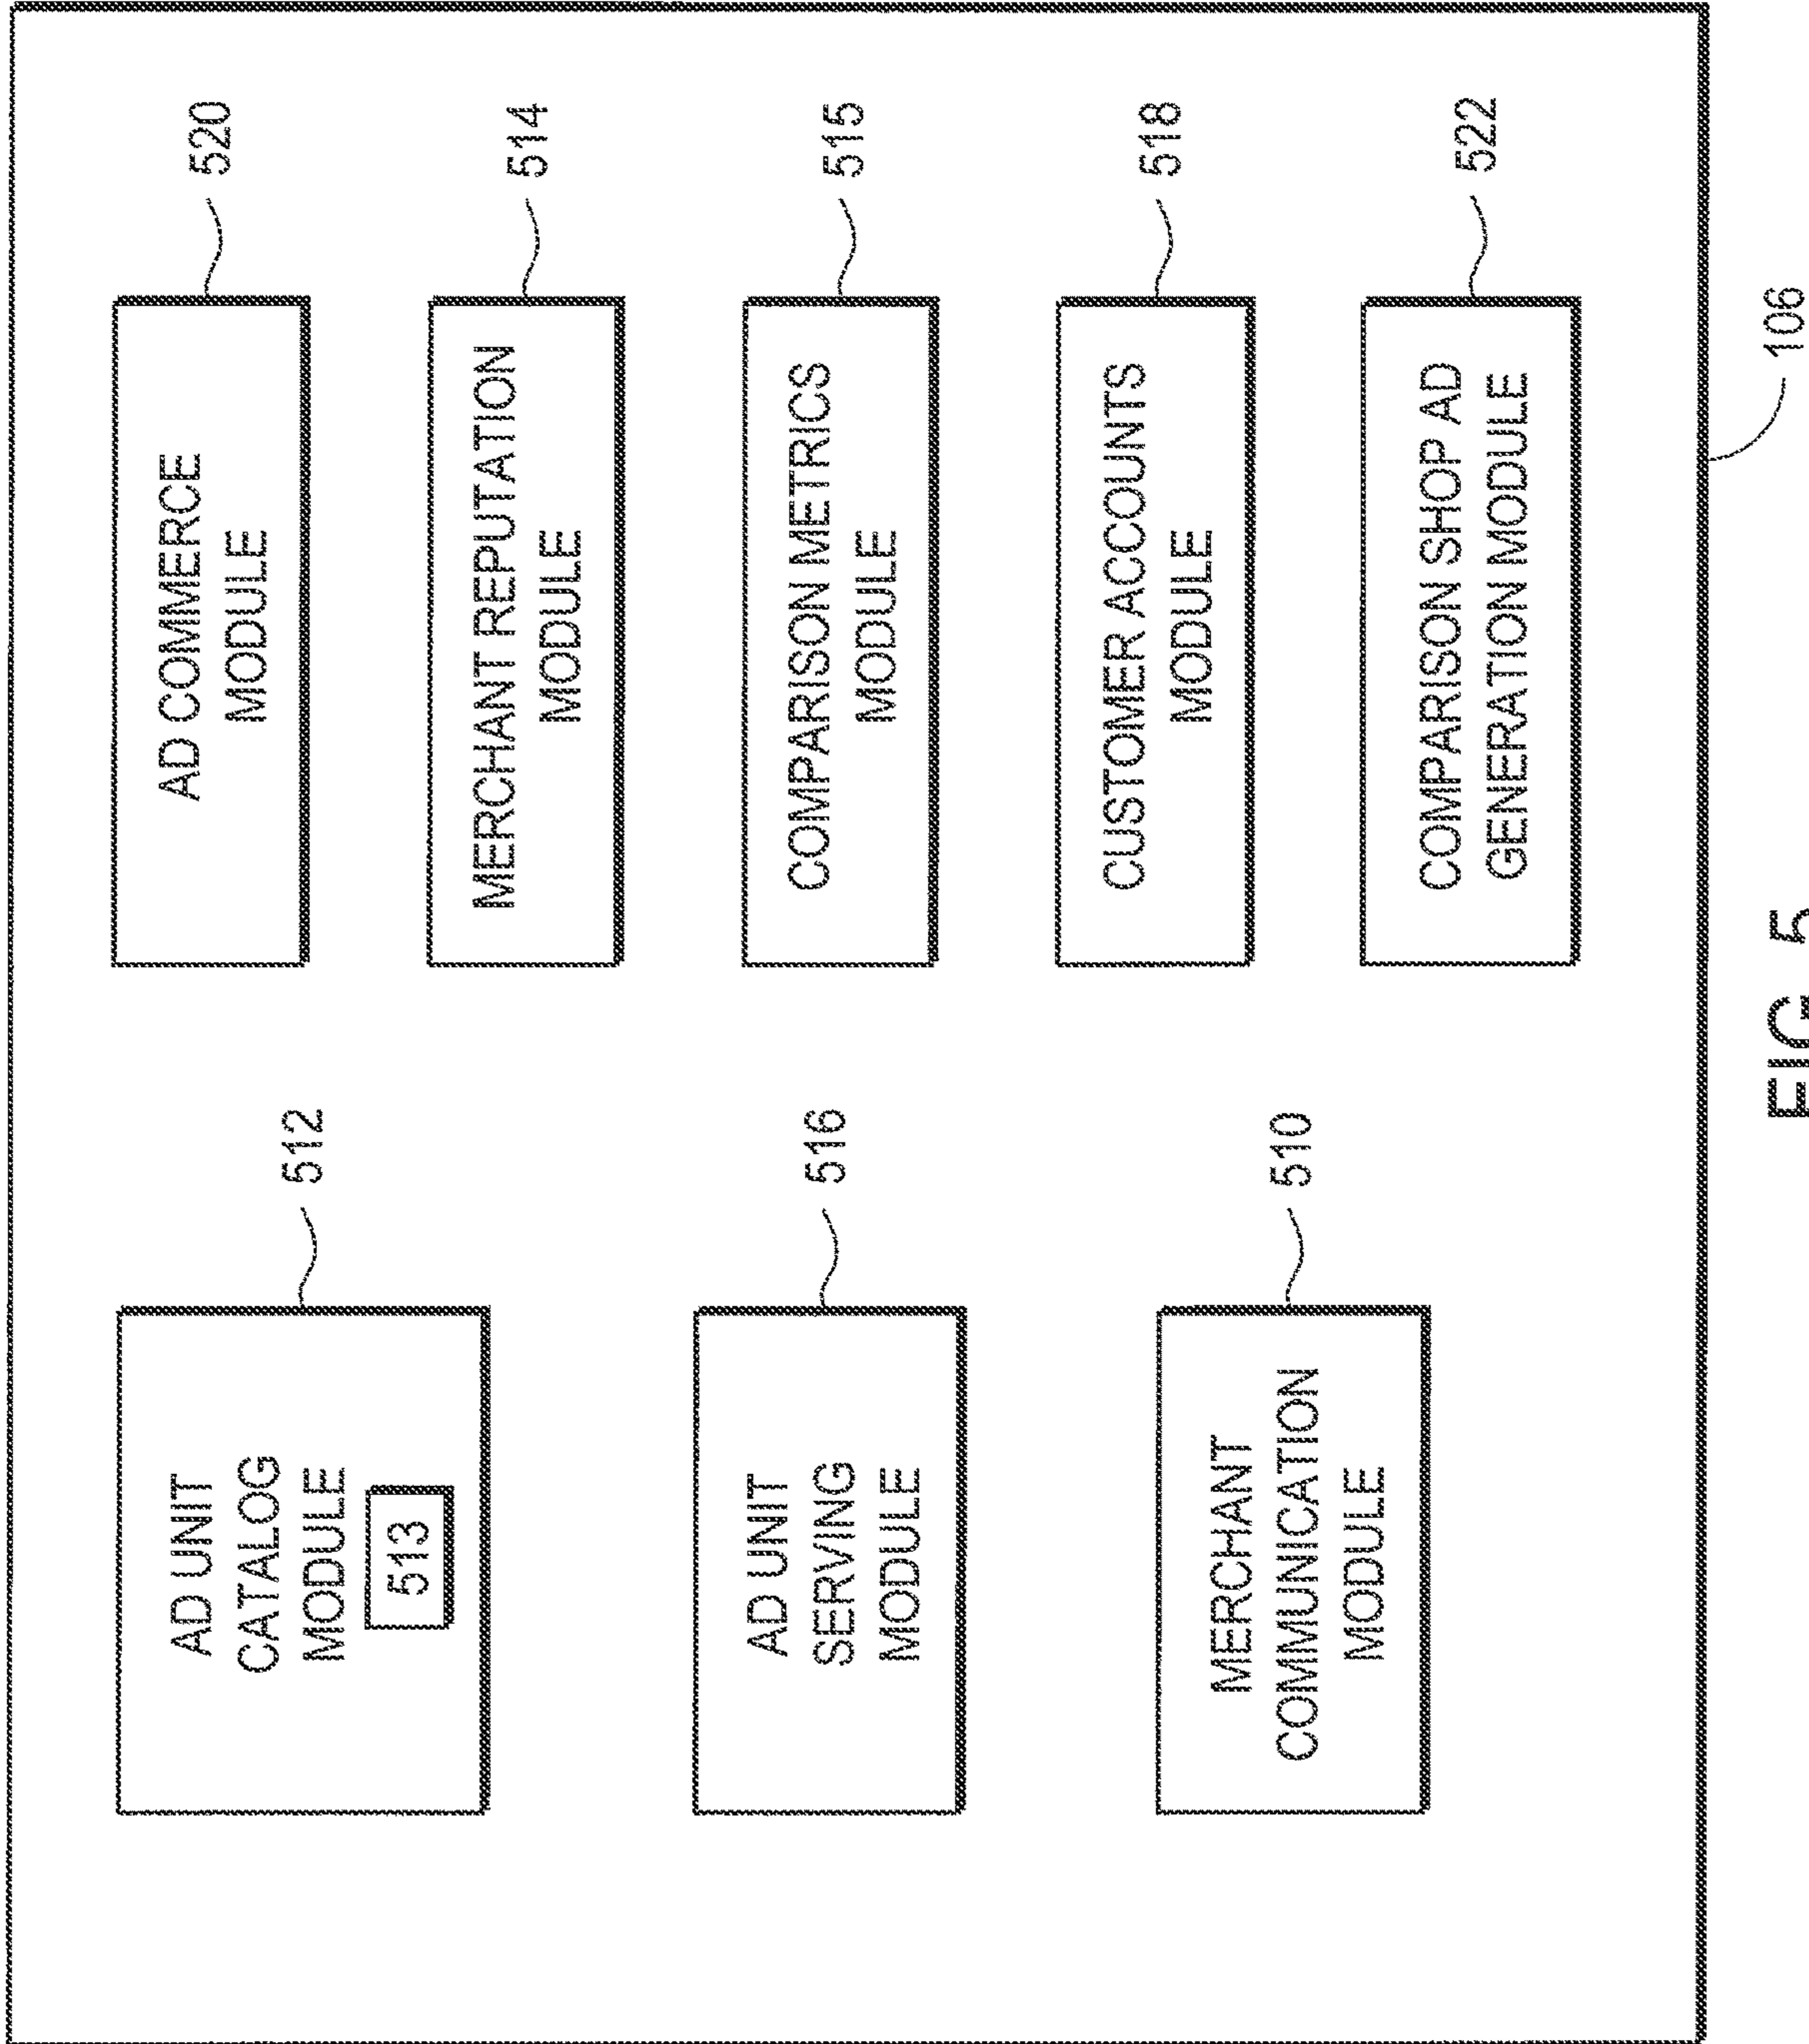 AD UNIT
CATALOG
MODULE
513
512
AD UNIT
SERVING
MODULE
516
MERCHANT
COMMUNICATION
MODULE
510
AD COMMERCE
MODULE
520
MERCHANT REPUTATION
MODULE
514
COMPARISON METRICS
MODULE
515
CUSTOMER ACCOUNTS
MODULE
518
COMPARISON SHOP AD
GENERATION MODULE
522
106
FIG. 5